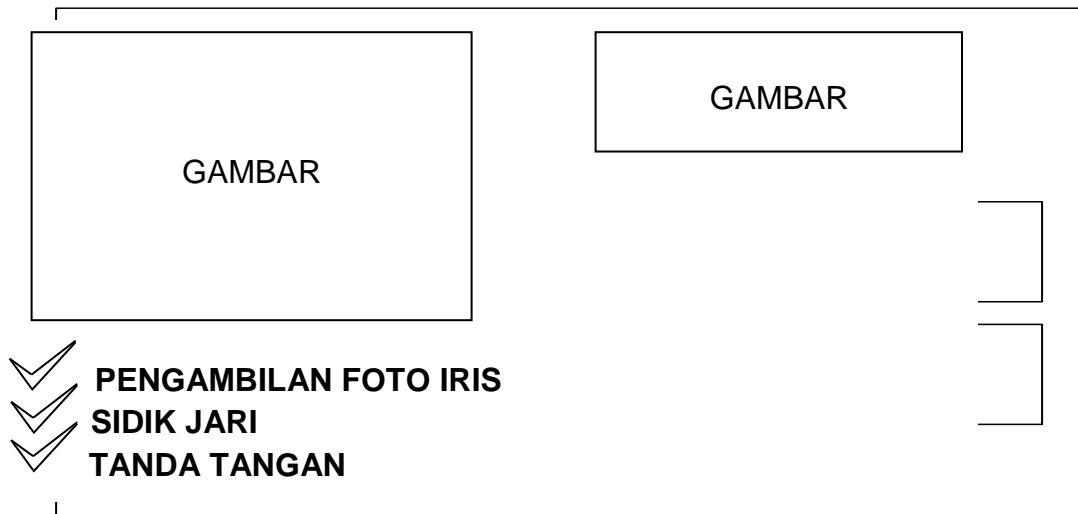 GAMBAR
GAMBAR
PENGAMBILAN FOTO IRIS
SIDIK JARI
TANDA TANGAN